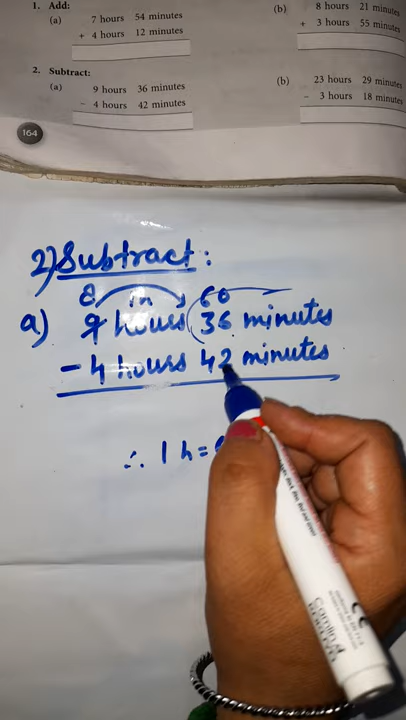 1. Add:
(a) 7 hours 54 minutes
+ 4 hours 12 minutes
(b) 8 hours 21 minutes
+ 3 hours 55 minutes
2. Subtract:
(a) 9 hours 36 minutes
− 4 hours 42 minutes
(b) 23 hours 29 minutes
− 3 hours 18 minutes
164
2) Subtract:
8 1h 60
a) 9 hours 36 minutes
− 4 hours 42 minutes
∴ 1 h =
Camlin